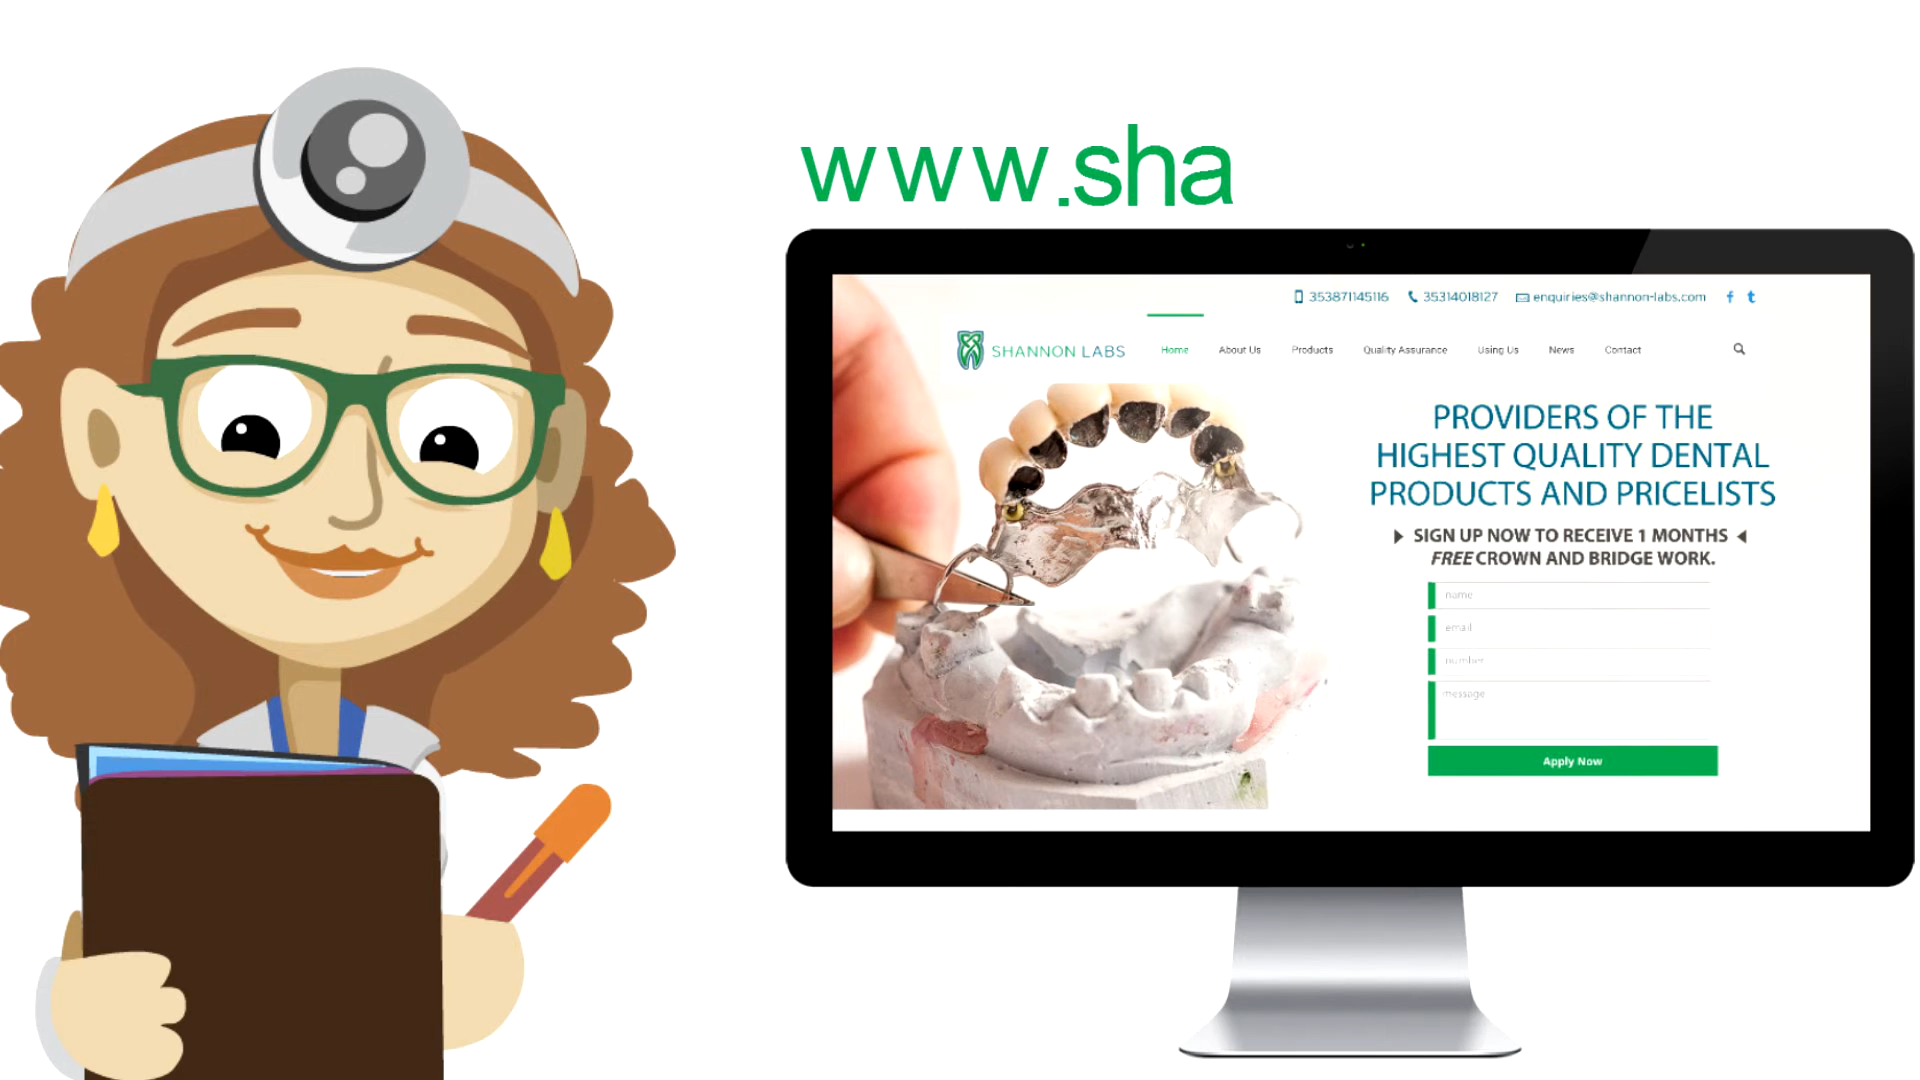 www.sha
353871145116 35314018127 enquiries@shannon-labs.com f t
SHANNON LABS Home About Us Products Quality Assurance Using Us News Contact
PROVIDERS OF THE
HIGHEST QUALITY DENTAL
PRODUCTS AND PRICELISTS
SIGN UP NOW TO RECEIVE 1 MONTHS
FREE CROWN AND BRIDGE WORK.
name
email
number
message
Apply Now